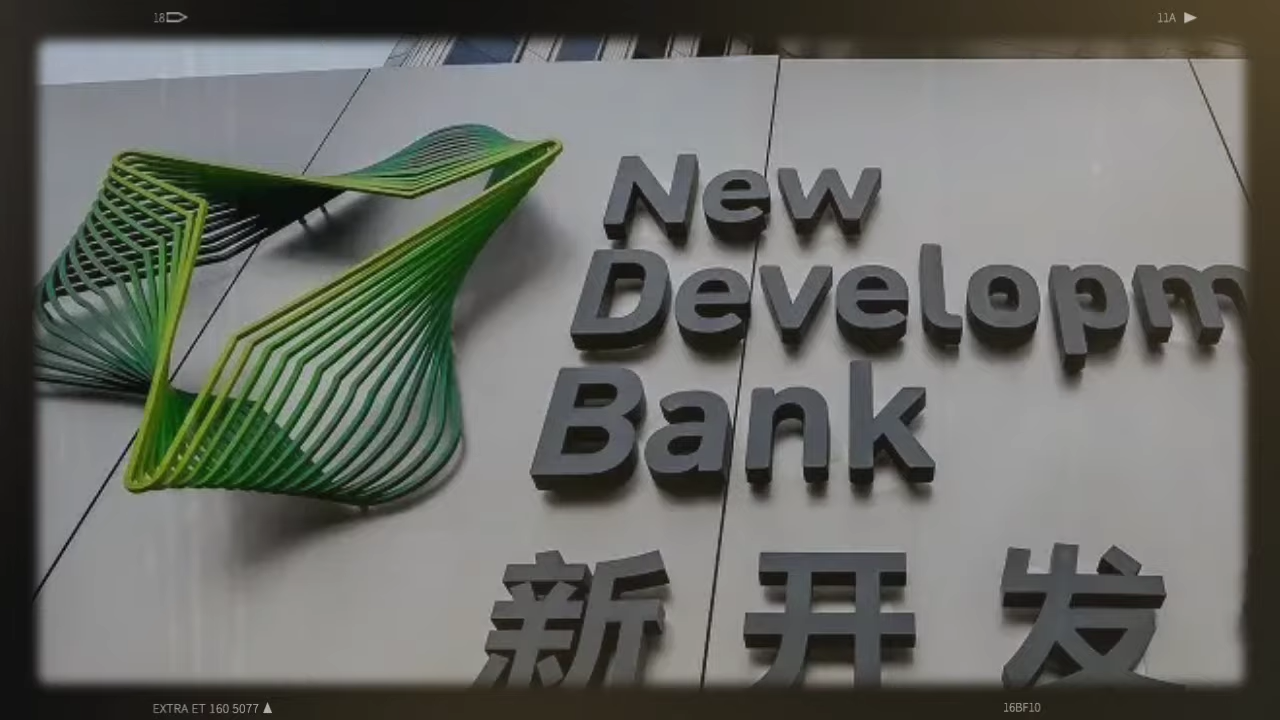 18
11A
New
Developm
Bank
新开发
EXTRA ET 160 5077
16BF10